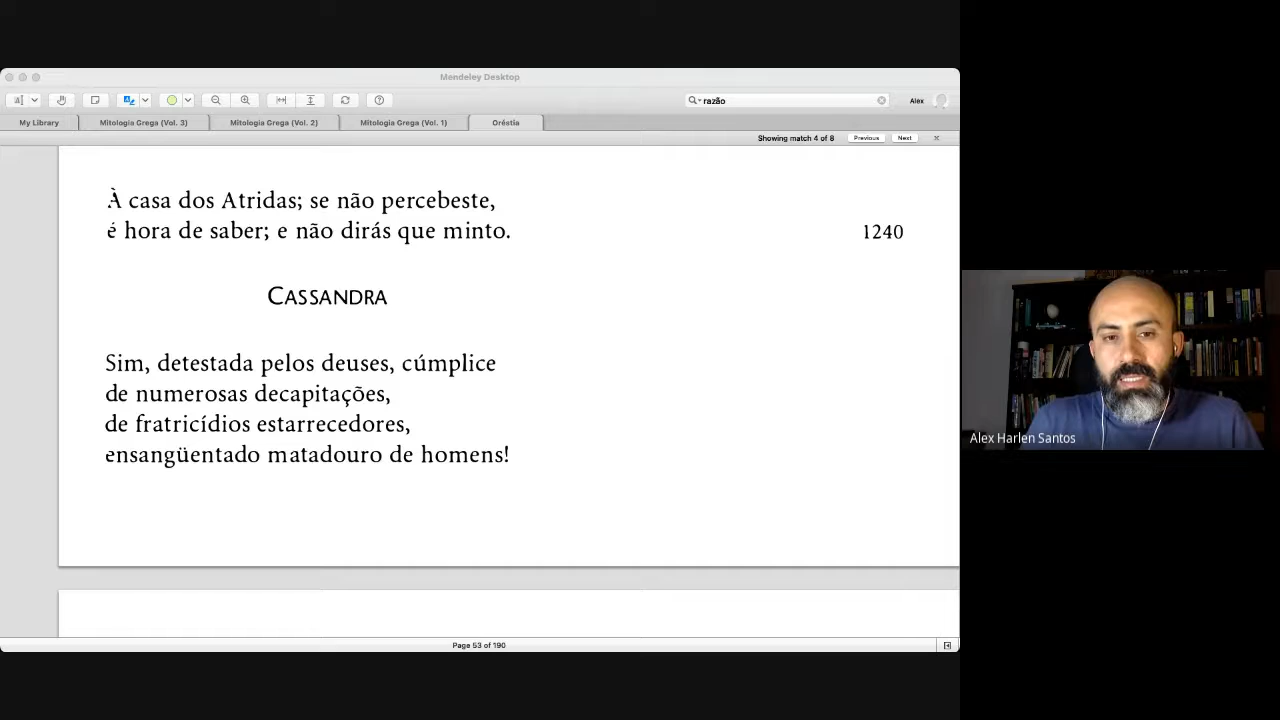 Mendeley Desktop
razão
Alex
My Library
Mitologia Grega (Vol. 3)
Mitologia Grega (Vol. 2)
Mitologia Grega (Vol. 1)
Oréstia
Showing match 4 of 8
Previous
Next
À casa dos Atridas; se não percebeste,
é hora de saber; e não dirás que minto.
1240
CASSANDRA
Sim, detestada pelos deuses, cúmplice
de numerosas decapitações,
de fratricídios estarrecedores,
ensangüentado matadouro de homens!
Page 53 of 190
Alex Harlen Santos